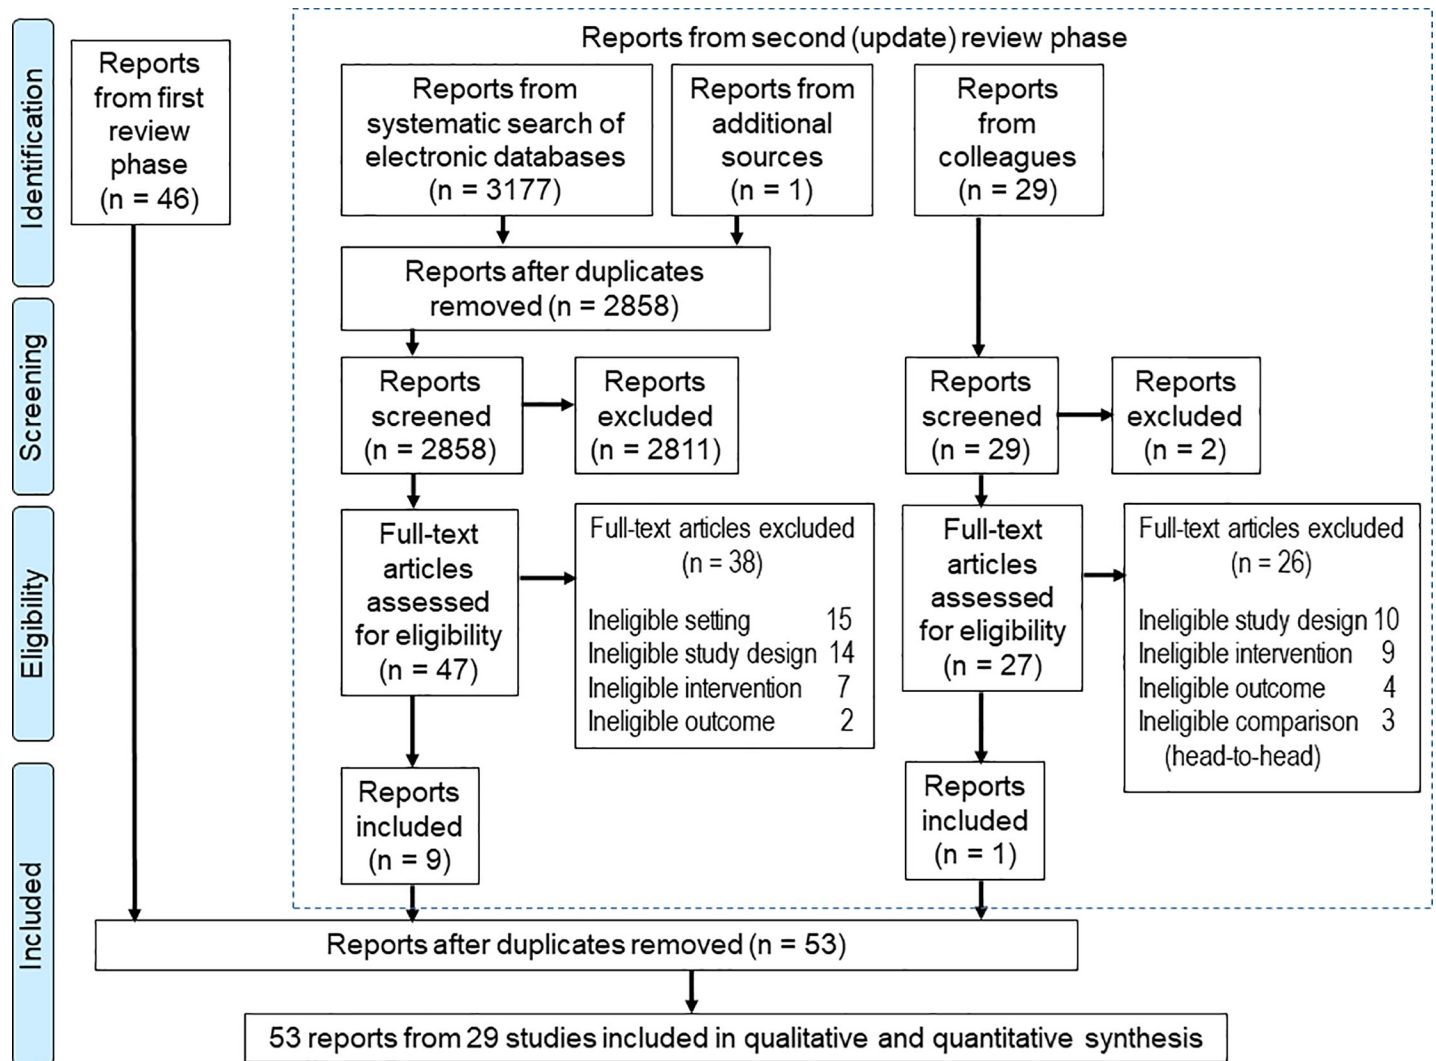 Identification
Reports
from first
review
phase
(n = 46)
Reports from second (update) review phase
Reports from
systematic search of
electronic databases
(n = 3177)
Reports from
additional
sources
(n = 1)
Reports
from
colleagues
(n = 29)
Reports after duplicates
removed (n = 2858)
Screening
Reports
screened
(n = 2858)
Reports
excluded
(n = 2811)
Reports
screened
(n = 29)
Reports
excluded
(n = 2)
Eligibility
Full-text
articles
assessed
for eligibility
(n = 47)
Full-text articles excluded
(n = 38)
Ineligible setting 15
Ineligible study design 14
Ineligible intervention 7
Ineligible outcome 2
Full-text
articles
assessed
for eligibility
(n = 27)
Full-text articles excluded
(n = 26)
Ineligible study design 10
Ineligible intervention 9
Ineligible outcome 4
Ineligible comparison 3
(head-to-head)
Included
Reports
included
(n = 9)
Reports
included
(n = 1)
Reports after duplicates removed (n = 53)
53 reports from 29 studies included in qualitative and quantitative synthesis